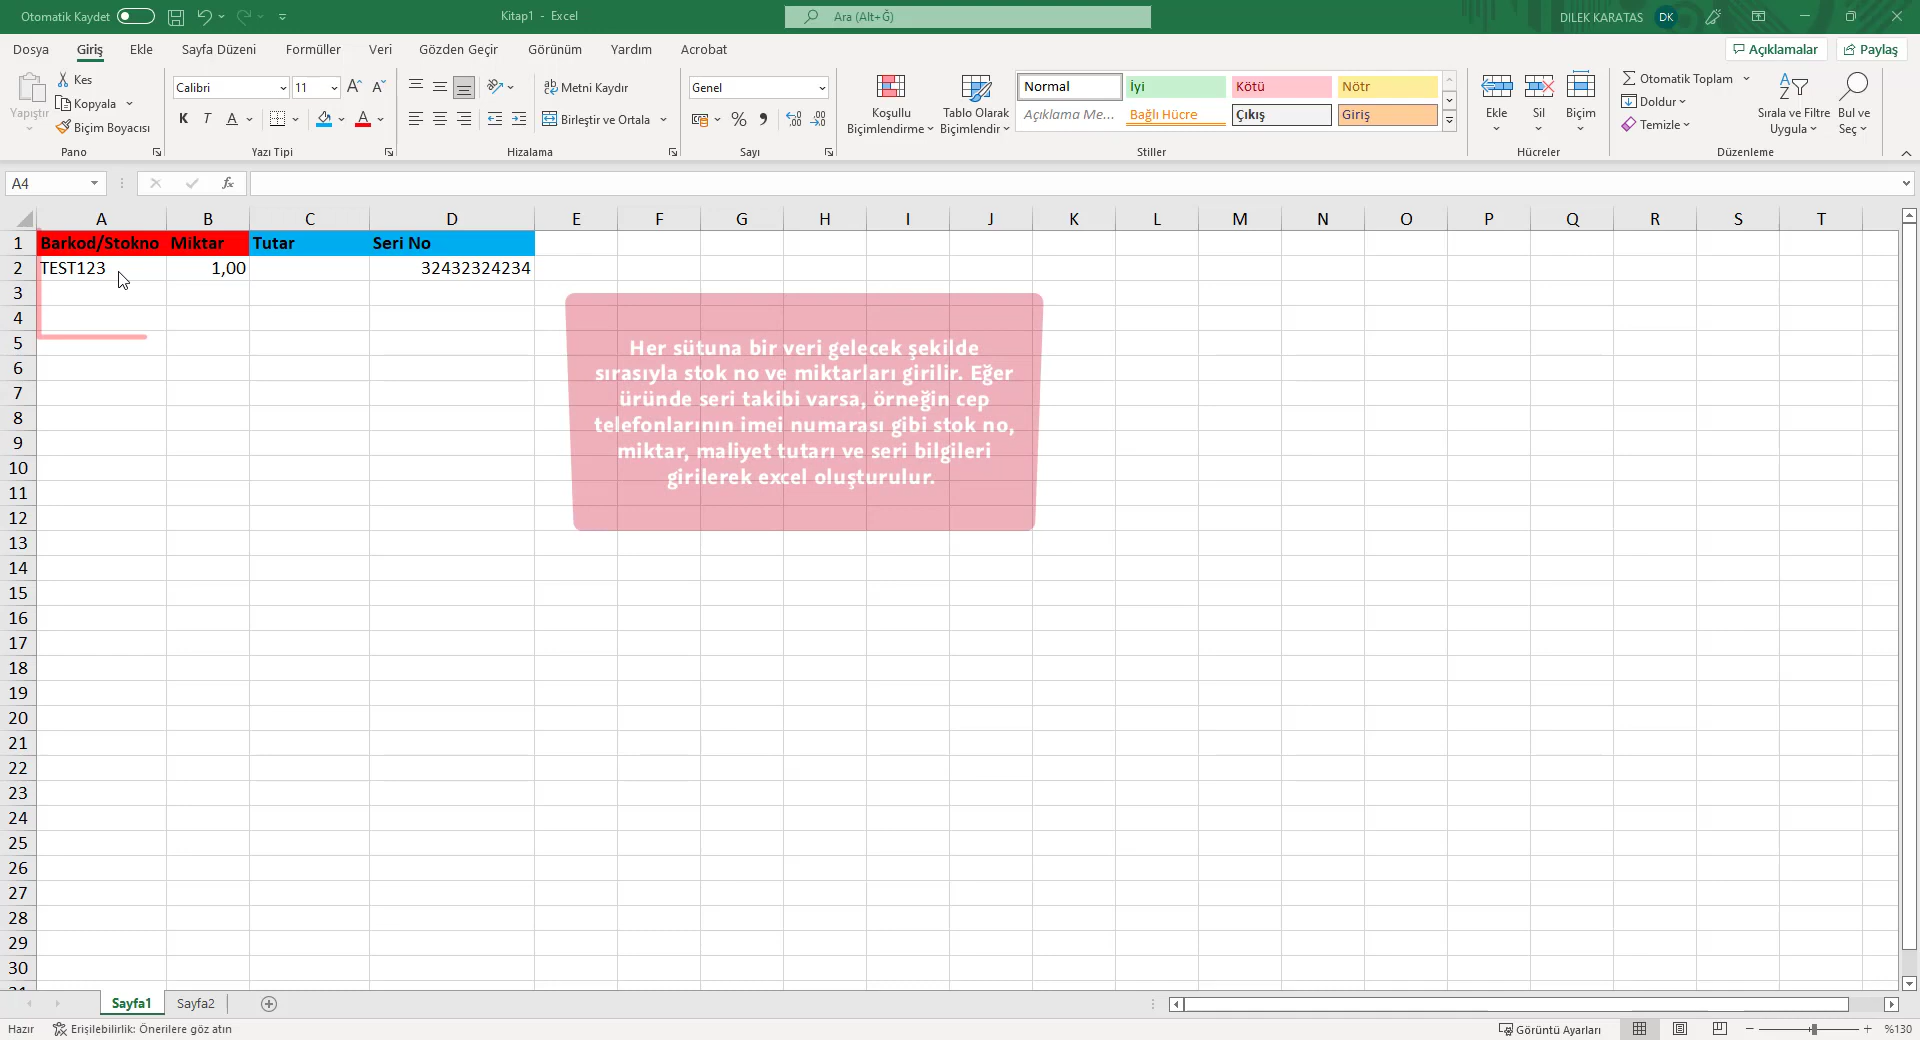 Otomatik Kaydet
Kitap1 - Excel
Ara (Alt+Ğ)
DILEK KARATAS DK
Dosya Giriş Ekle Sayfa Düzeni Formüller Veri Gözden Geçir Görünüm Yardım Acrobat
Açıklamalar Paylaş
Yapıştır
Kes
Kopyala
Biçim Boyacısı
Pano
Calibri 11
K T A A
Yazı Tipi
Metni Kaydır
Birleştir ve Ortala
Hizalama
Genel
Sayı
Koşullu
Biçimlendirme
Tablo Olarak
Biçimlendir
Normal İyi Kötü Nötr
Açıklama Me... Bağlı Hücre Çıkış Giriş
Stiller
Ekle Sil Biçim
Hücreler
Otomatik Toplam
Doldur
Temizle
Sırala ve Filtre
Uygula
Bul ve
Seç
Düzenleme
A4
fx
A B C D E F G H I J K L M N O P Q R S T
1 Barkod/Stokno Miktar Tutar Seri No
2 TEST123 1,00 32432324234
3
4
5
6
7
8
9
10
11
12
13
14
15
16
17
18
19
20
21
22
23
24
25
26
27
28
29
30
Her sütuna bir veri gelecek şekilde
sırasıyla stok no ve miktarları girilir. Eğer
üründe seri takibi varsa, örneğin cep
telefonlarının imei numarası gibi stok no,
miktar, maliyet tutarı ve seri bilgileri
girilerek excel oluşturulur.
Sayfa1 Sayfa2
Hazır Erişilebilirlik: Önerilere göz atın
Görüntü Ayarları
%130